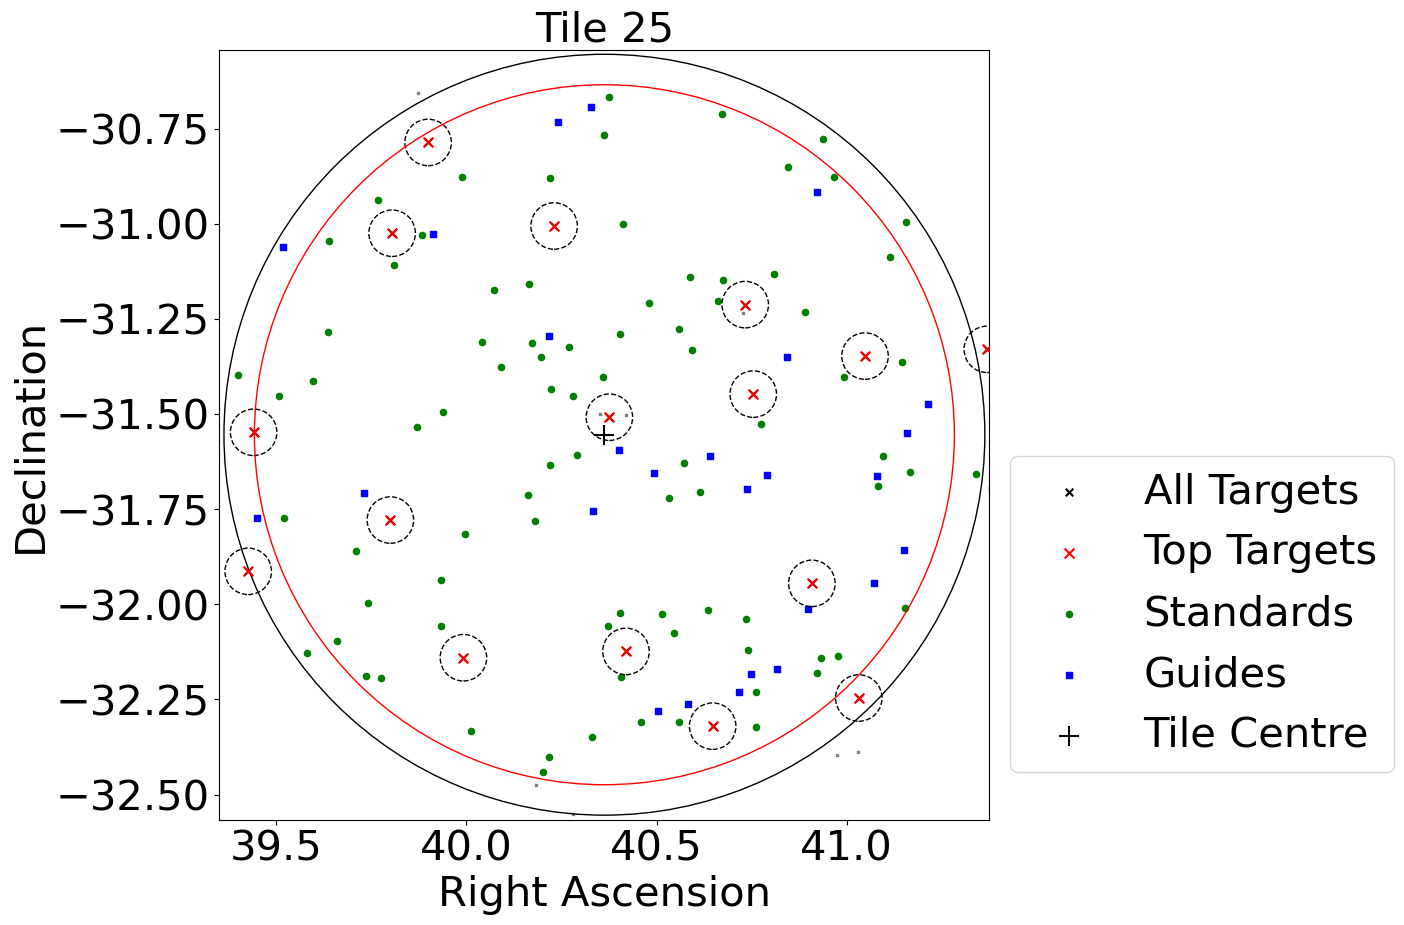 Tile 25
−30.75
−31.00
−31.25
−31.50
−31.75
−32.00
−32.25
−32.50
Declination
39.5 40.0 40.5 41.0
Right Ascension
All Targets
Top Targets
Standards
Guides
Tile Centre